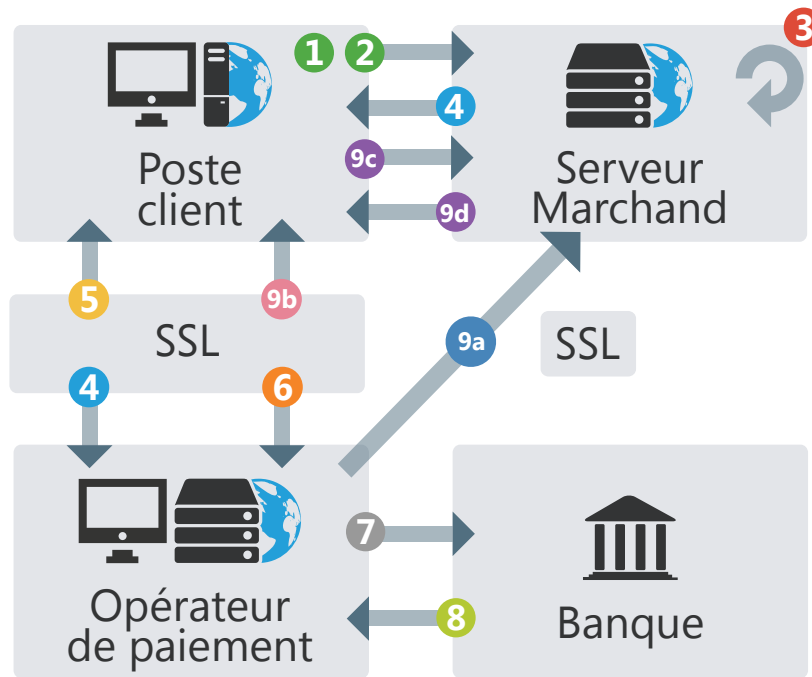 1 2
3
4
Poste
client
9c
Serveur
Marchand
9d
5
9b
SSL
9a
SSL
4
6
7
Opérateur
de paiement
8
Banque